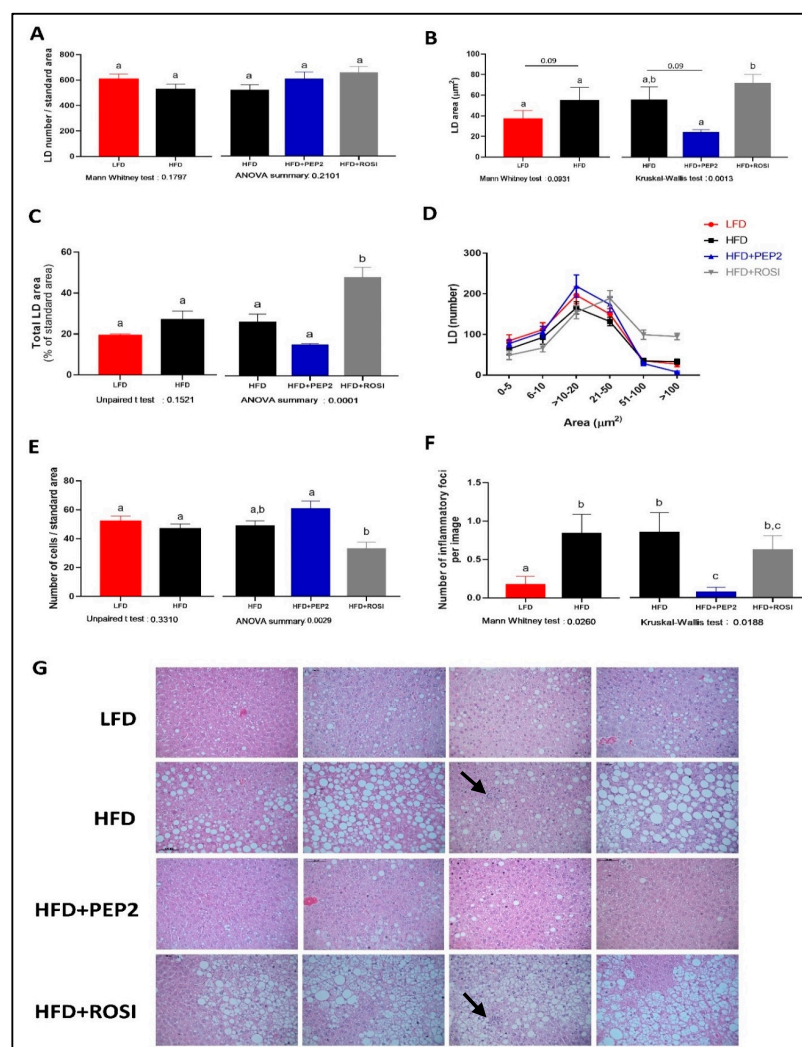 A
LD number / standard area
800
600
400
200
0
a
a
a
a
a
LFD
HFD
HFD
HFD+PEP2
HFD+ROSI
Mann Whitney test : 0.1797
ANOVA summary: 0.2101
B
LD area (μm²)
100
80
60
40
20
0
0.09
0.09
a
a
a,b
a
b
LFD
HFD
HFD
HFD+PEP2
HFD+ROSI
Mann Whitney test : 0.0931
Kruskal-Wallis test : 0.0013
C
Total LD area
(% of standard area)
60
40
20
0
a
a
a
a
b
LFD
HFD
HFD
HFD+PEP2
HFD+ROSI
Unpaired t test : 0.1521
ANOVA summary : 0.0001
D
LD (number)
300
200
100
0
0-5
6-10
>10-20
21-50
51-100
>100
Area (μm²)
LFD
HFD
HFD+PEP2
HFD+ROSI
E
Number of cells / standard area
80
60
40
20
0
a
a
a,b
a
b
LFD
HFD
HFD
HFD+PEP2
HFD+ROSI
Unpaired t test : 0.3310
ANOVA summary: 0.0029
F
Number of inflammatory foci
per image
1.5
1.0
0.5
0.0
a
b
b
c
b,c
LFD
HFD
HFD
HFD+PEP2
HFD+ROSI
Mann Whitney test : 0.0260
Kruskal-Wallis test : 0.0188
G
LFD
HFD
HFD+PEP2
HFD+ROSI